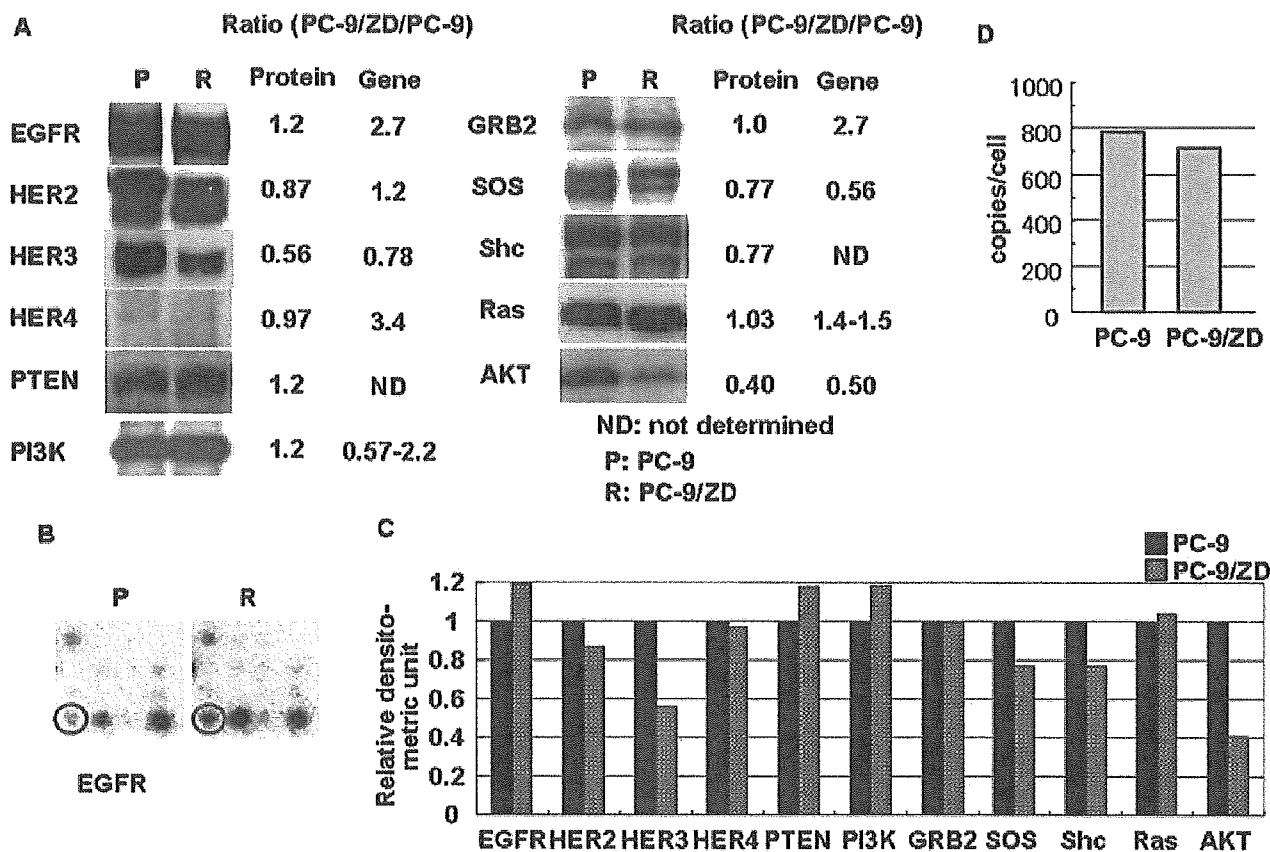 A
Ratio (PC-9/ZD/PC-9)
P R Protein Gene
EGFR 1.2 2.7
HER2 0.87 1.2
HER3 0.56 0.78
HER4 0.97 3.4
PTEN 1.2 ND
PI3K 1.2 0.57-2.2
Ratio (PC-9/ZD/PC-9)
P R Protein Gene
GRB2 1.0 2.7
SOS 0.77 0.56
Shc 0.77 ND
Ras 1.03 1.4-1.5
AKT 0.40 0.50
ND: not determined
P: PC-9
R: PC-9/ZD
D
copies/cell
1000
800
600
400
200
0
PC-9 PC-9/ZD
B
P R
EGFR
C
PC-9
PC-9/ZD
Relative densito-
metric unit
1.2
1
0.8
0.6
0.4
0.2
0
EGFR HER2 HER3 HER4 PTEN PI3K GRB2 SOS Shc Ras AKT